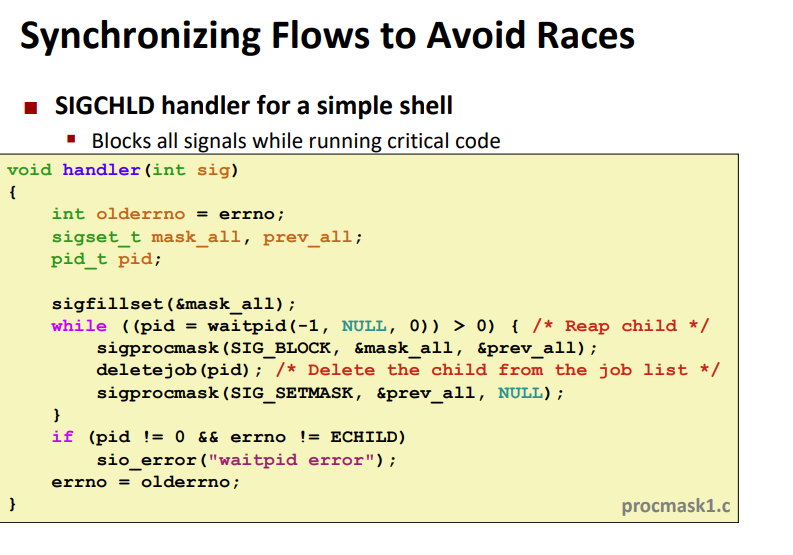 Synchronizing Flows to Avoid Races
SIGCHLD handler for a simple shell
Blocks all signals while running critical code
void handler(int sig)
{
    int olderrno = errno;
    sigset_t mask_all, prev_all;
    pid_t pid;

    sigfillset(&mask_all);
    while ((pid = waitpid(-1, NULL, 0)) > 0) { /* Reap child */
        sigprocmask(SIG_BLOCK, &mask_all, &prev_all);
        deletejob(pid); /* Delete the child from the job list */
        sigprocmask(SIG_SETMASK, &prev_all, NULL);
    }
    if (pid != 0 && errno != ECHILD)
        sio_error("waitpid error");
    errno = olderrno;
}
procmask1.c